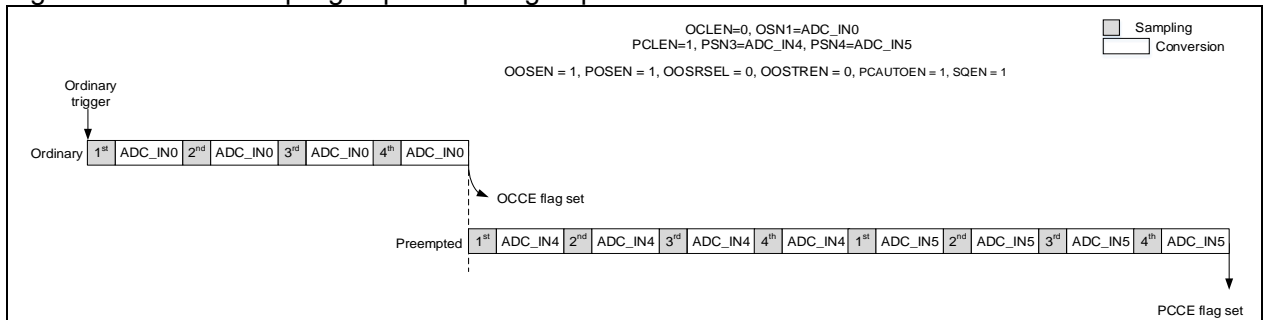 OCLEN=0, OSN1=ADC_IN0
PCLEN=1, PSN3=ADC_IN4, PSN4=ADC_IN5
OOSEN = 1, POSEN = 1, OOSRSEL = 0, OOSTREN = 0, PCAUTOEN = 1, SQEN = 1
Sampling
Conversion
Ordinary
trigger
Ordinary 1st ADC_IN0 2nd ADC_IN0 3rd ADC_IN0 4th ADC_IN0
OCCE flag set
Preempted 1st ADC_IN4 2nd ADC_IN4 3rd ADC_IN4 4th ADC_IN4 1st ADC_IN5 2nd ADC_IN5 3rd ADC_IN5 4th ADC_IN5
PCCE flag set